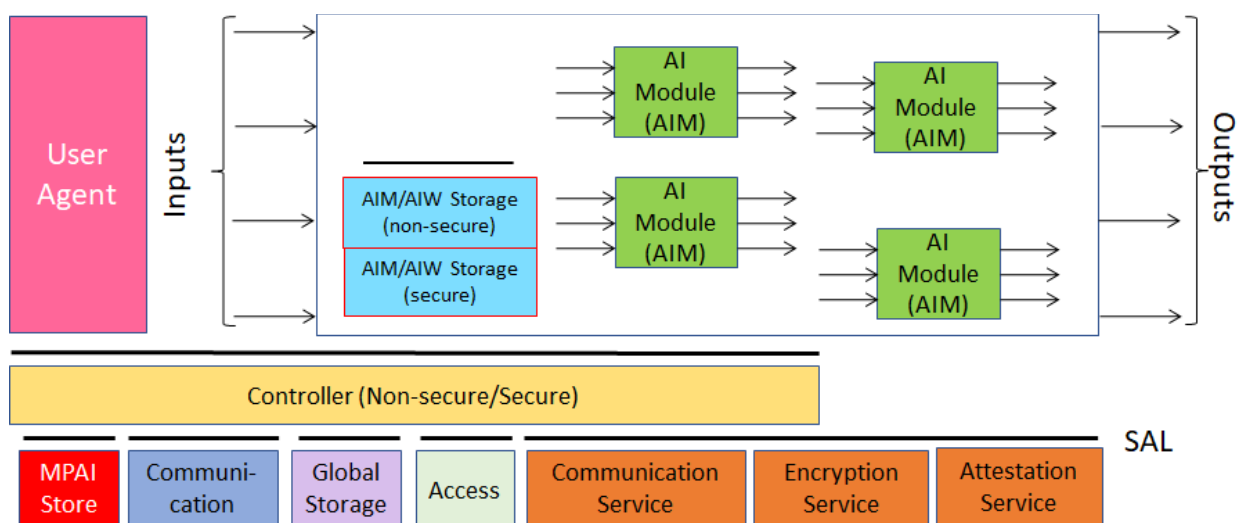 User
Agent
Inputs
AIM/AIW Storage
(non-secure)
AIM/AIW Storage
(secure)
AI
Module
(AIM)
AI
Module
(AIM)
AI
Module
(AIM)
AI
Module
(AIM)
Outputs
Controller (Non-secure/Secure)
SAL
MPAI
Store
Communi-
cation
Global
Storage
Access
Communication
Service
Encryption
Service
Attestation
Service